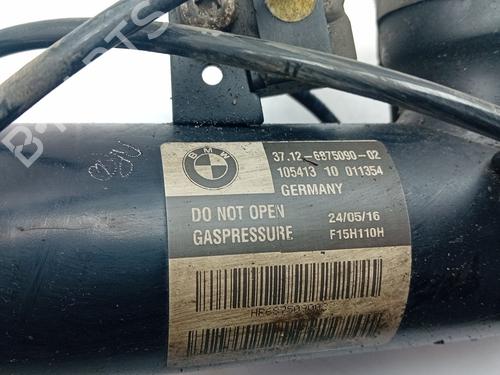 BMW
37.12-6875090-02
105413 10 011354
GERMANY
DO NOT OPEN
24/05/16
GASPRESSURE
F15H110H